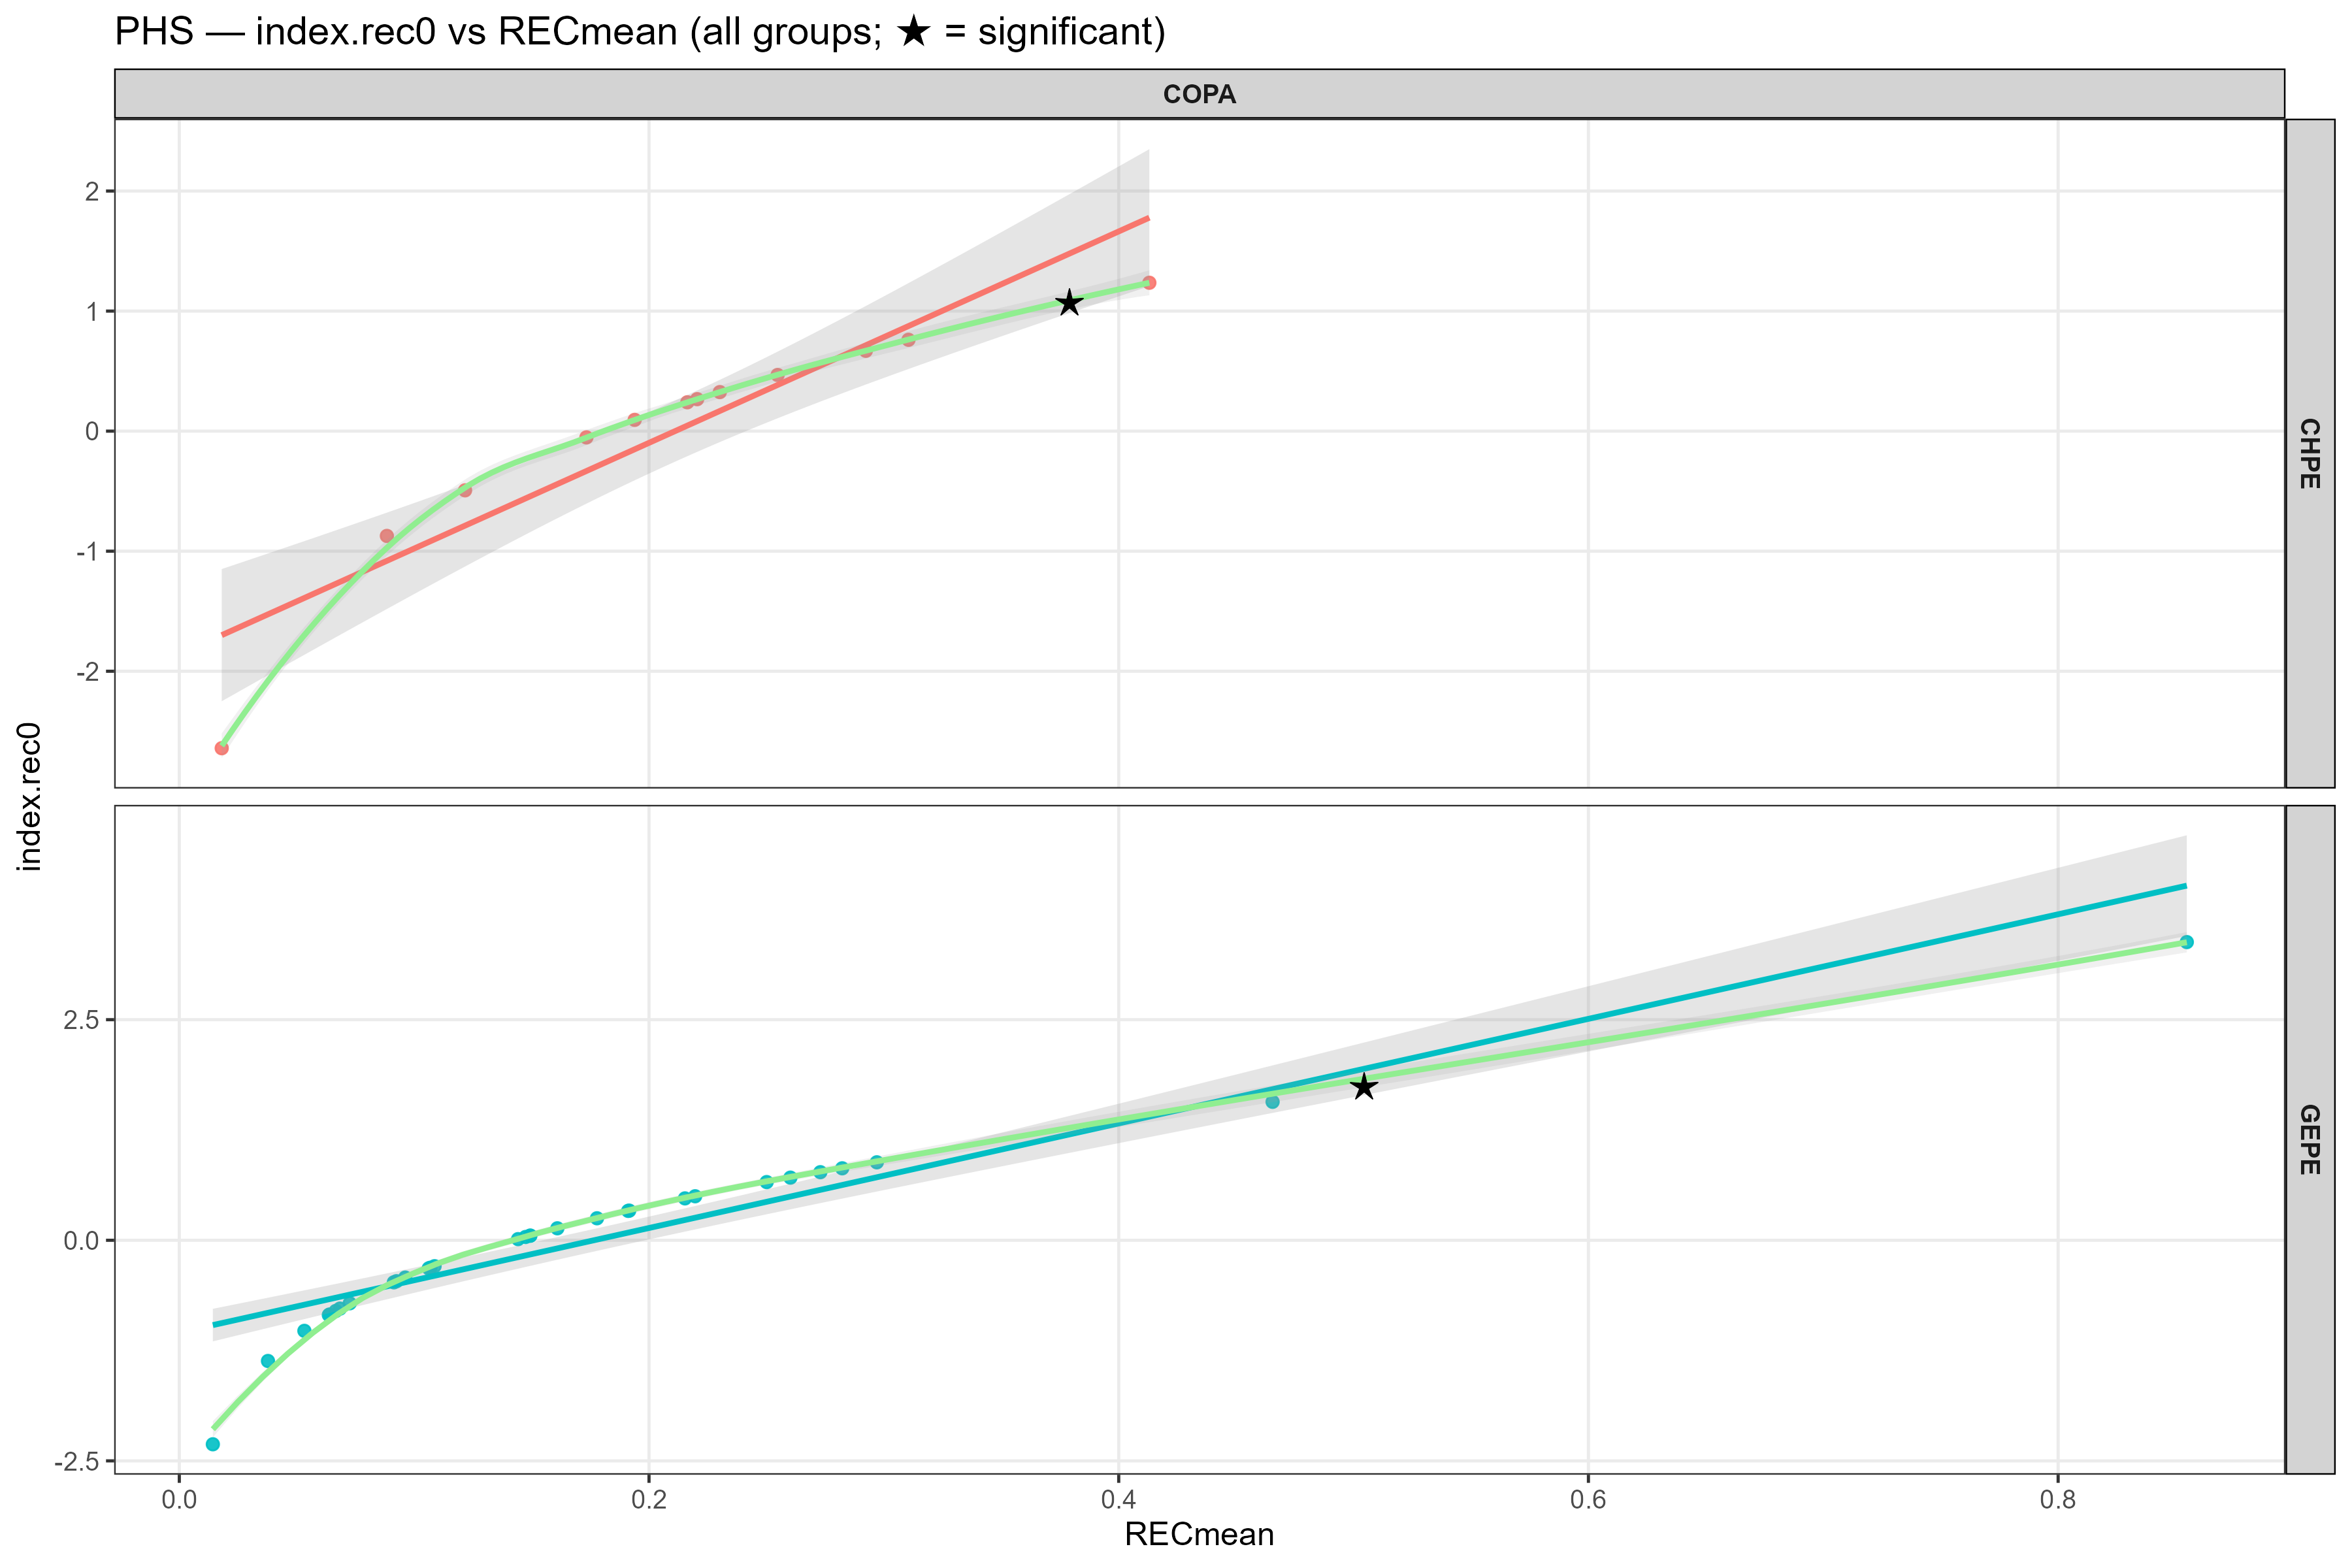 PHS — index.rec0 vs RECmean (all groups; ★ = significant)
COPA
2
1
0
-1
-2
CHPE
index.rec0
2.5
0.0
-2.5
GEPE
0.0 0.2 0.4 0.6 0.8
RECmean